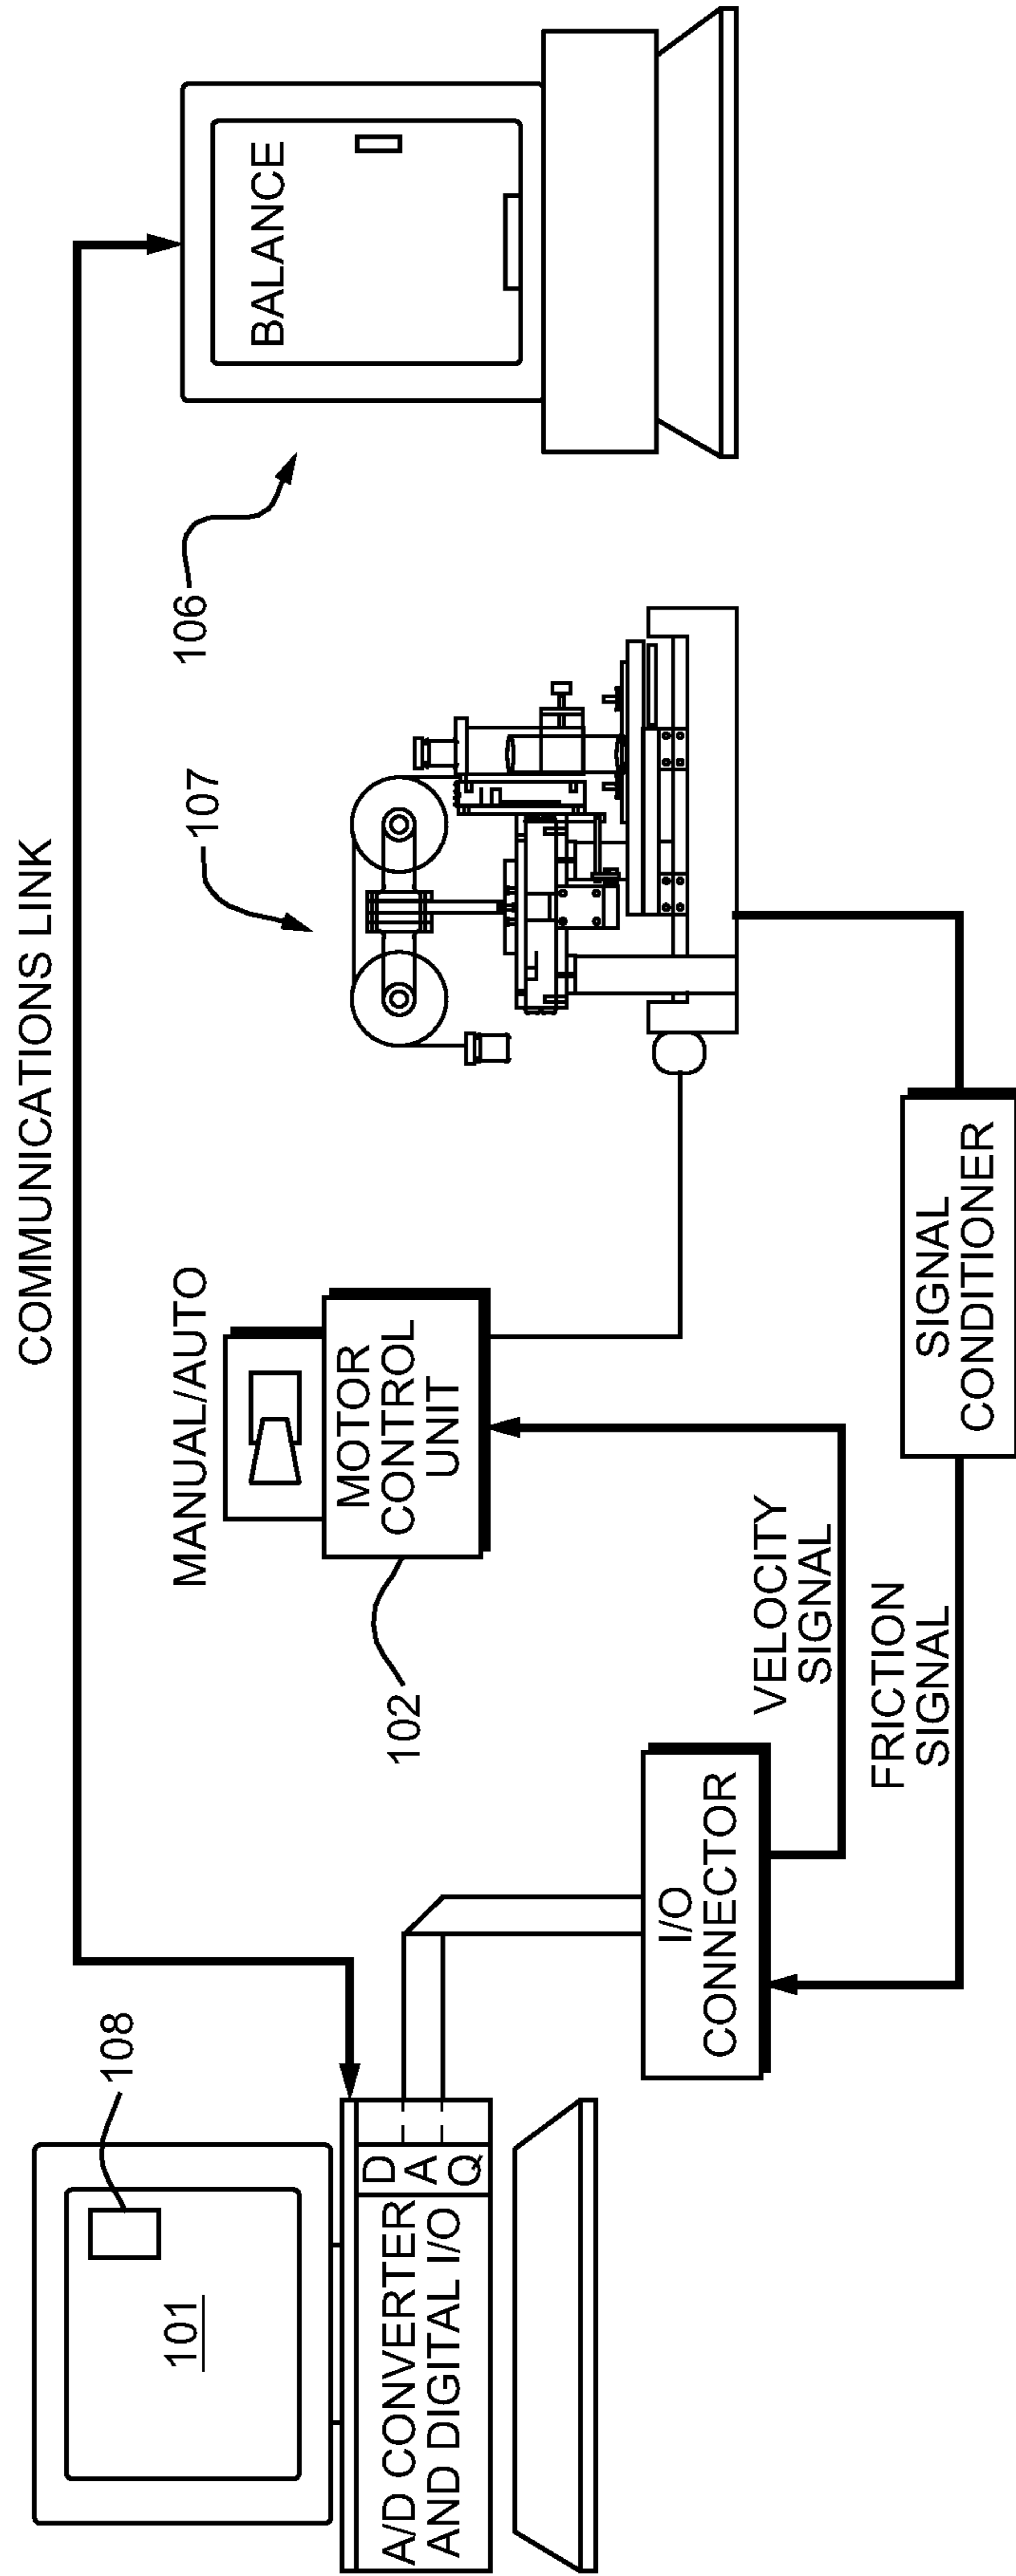 COMMUNICATIONS LINK
108
101
A/D CONVERTER
AND DIGITAL I/O
D
A
Q
I/O
CONNECTOR
MANUAL/AUTO
MOTOR
CONTROL
UNIT
102
VELOCITY
SIGNAL
FRICTION
SIGNAL
SIGNAL
CONDITIONER
107
106
BALANCE